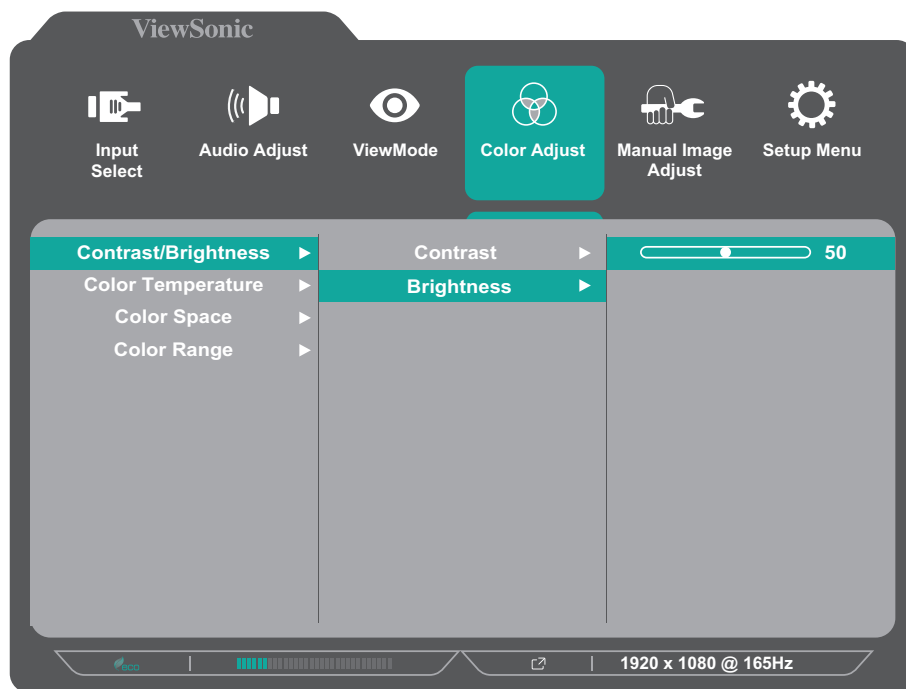 ViewSonic
Input
Select
Audio Adjust
ViewMode
Color Adjust
Manual Image
Adjust
Setup Menu
Contrast/Brightness
Color Temperature
Color Space
Color Range
Contrast
Brightness
50
eco
1920 x 1080 @ 165Hz